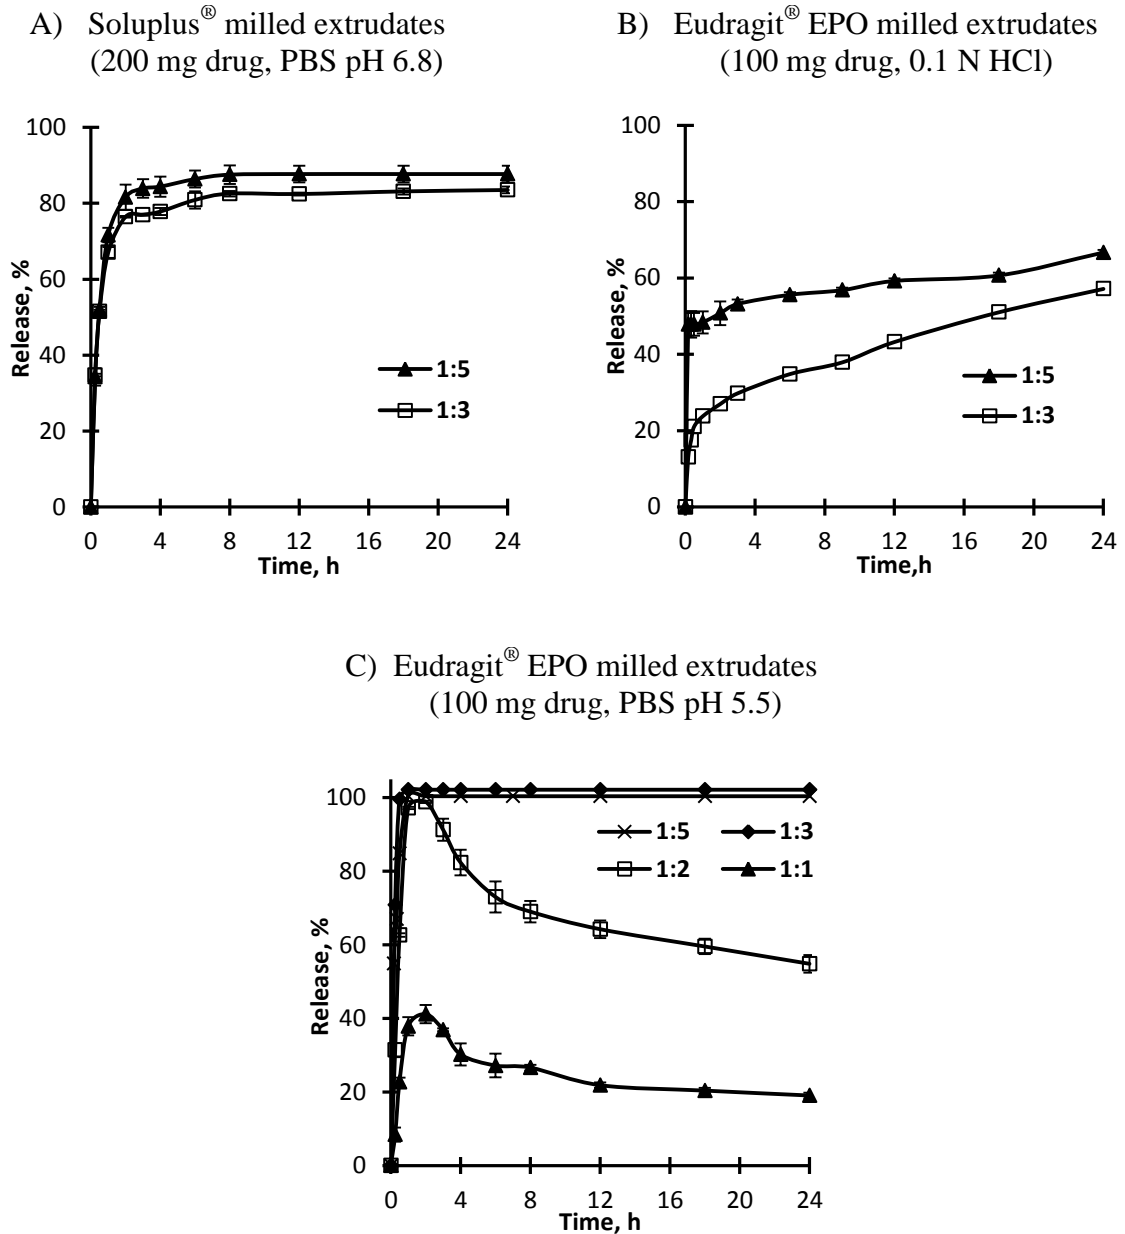 A) Soluplus® milled extrudates
(200 mg drug, PBS pH 6.8)
100
80
60
40
20
0
Release, %
1:5
1:3
0 4 8 12 16 20 24
Time, h
B) Eudragit® EPO milled extrudates
(100 mg drug, 0.1 N HCl)
100
80
60
40
20
0
Release, %
1:5
1:3
0 4 8 12 16 20 24
Time,h
C) Eudragit® EPO milled extrudates
(100 mg drug, PBS pH 5.5)
100
80
60
40
20
0
Release, %
1:5 1:3
1:2 1:1
0 4 8 12 16 20 24
Time, h